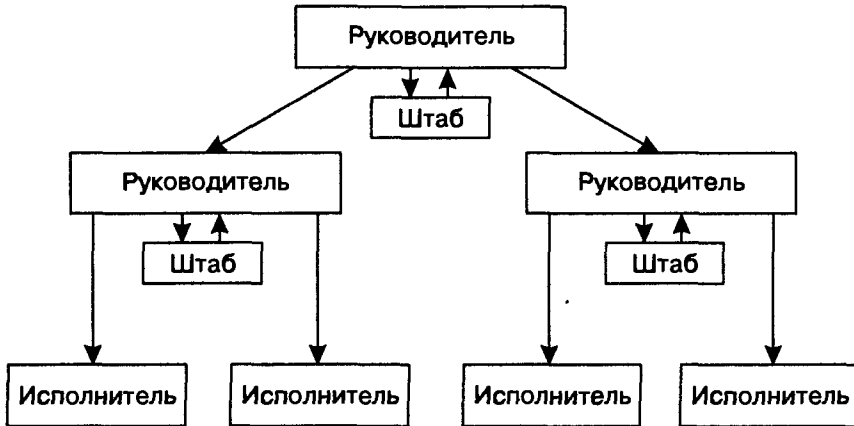 Руководитель
Штаб
Руководитель
Руководитель
Штаб
Штаб
Исполнитель
Исполнитель
Исполнитель
Исполнитель